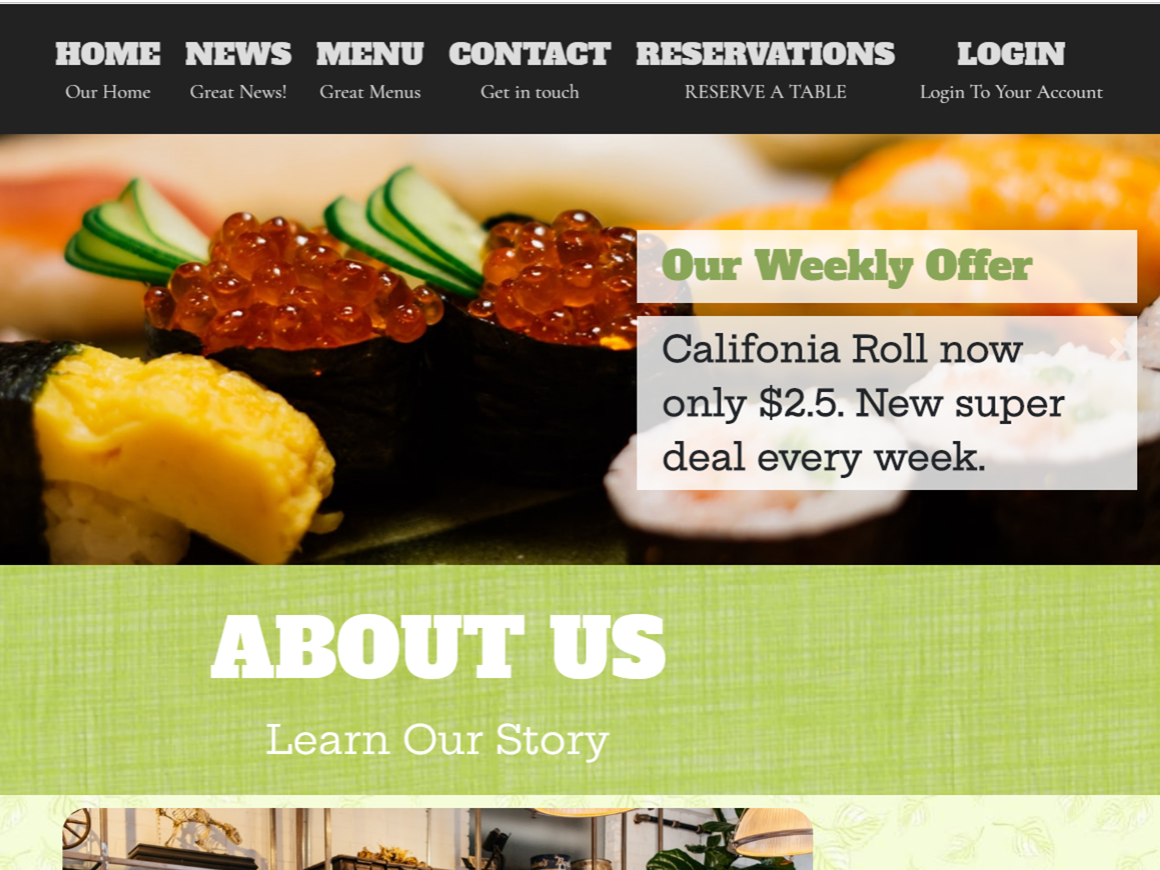 HOME NEWS MENU CONTACT RESERVATIONS LOGIN
Our Home Great News! Great Menus Get in touch RESERVE A TABLE Login To Your Account
Our Weekly Offer
Califonia Roll now
only $2.5. New super
deal every week.
ABOUT US
Learn Our Story